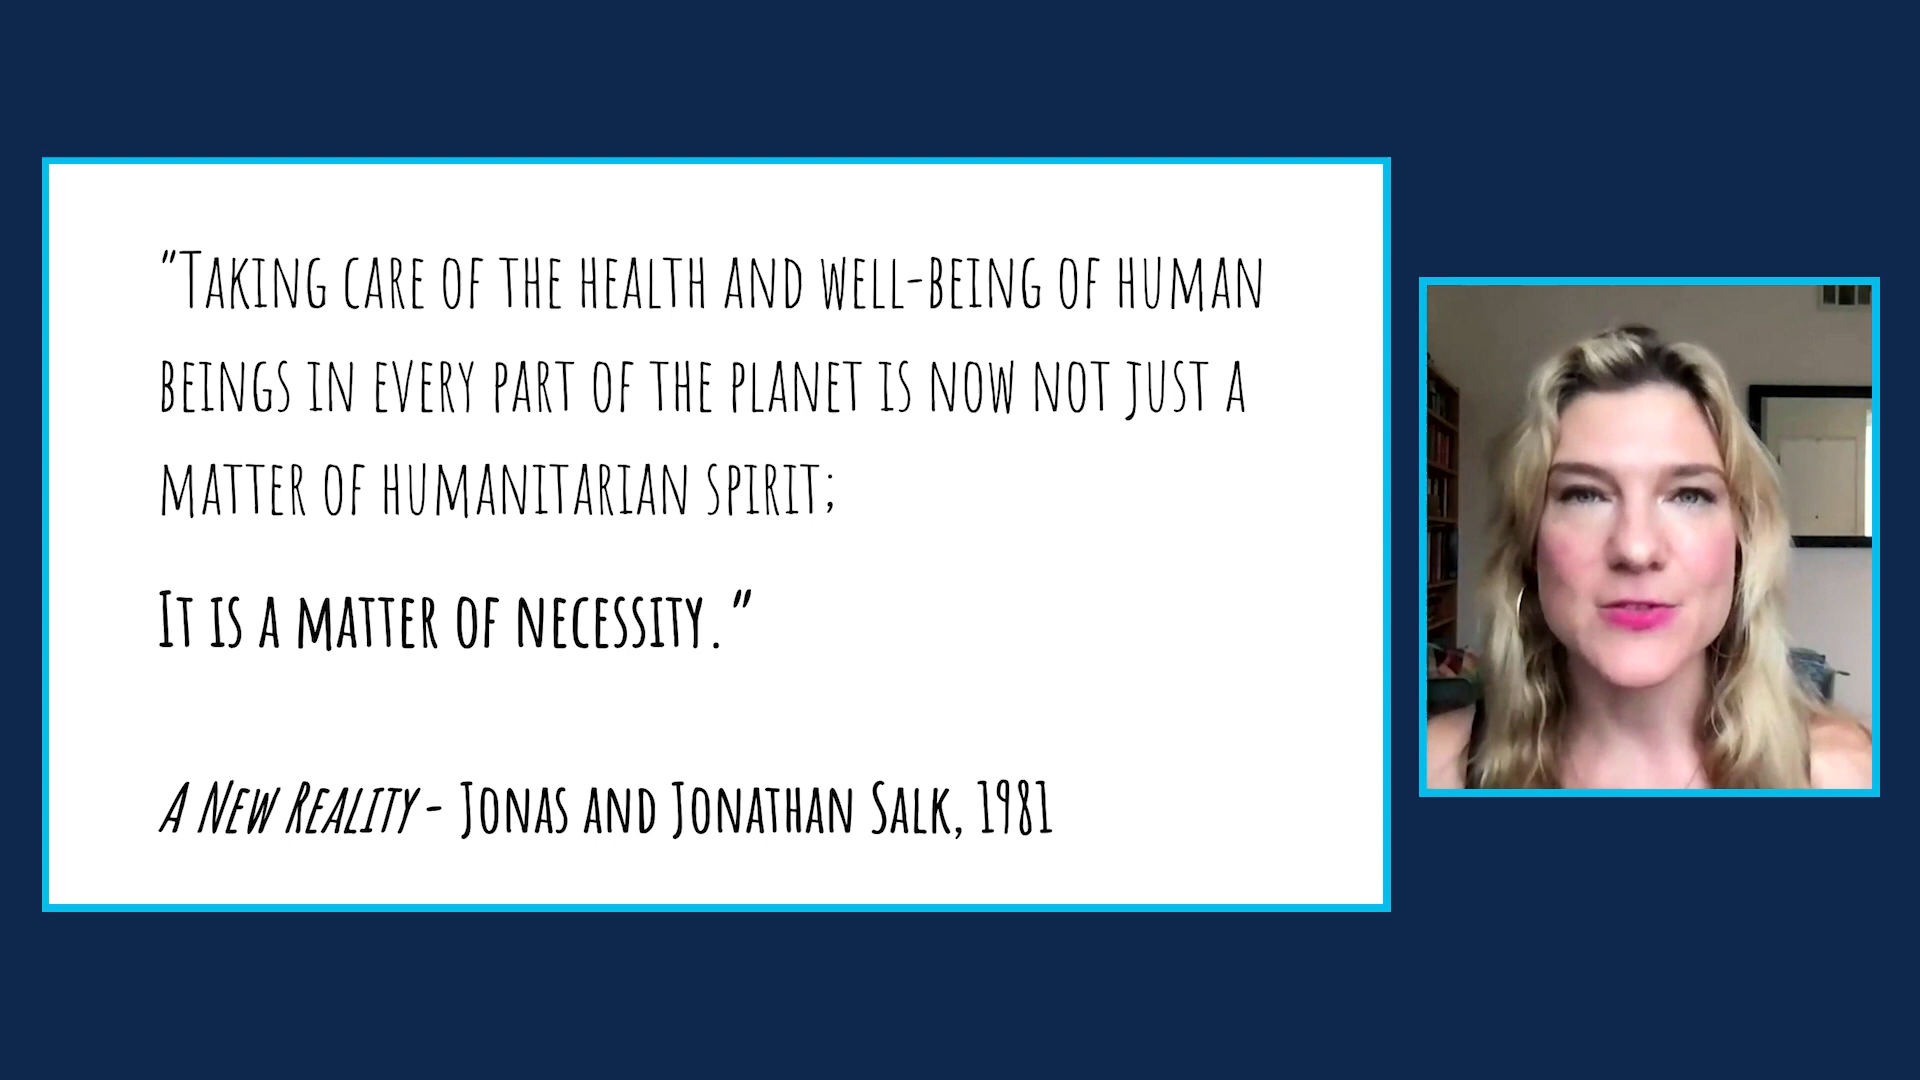 "Taking care of the health and well-being of human
beings in every part of the planet is now not just a
matter of humanitarian spirit;
It is a matter of necessity."
A New Reality - Jonas and Jonathan Salk, 1981